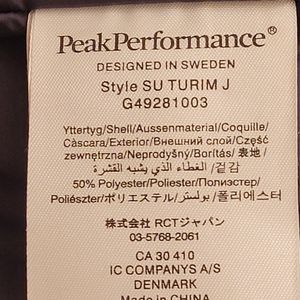 PeakPerformance®
DESIGNED IN SWEDEN
Style SU TURIM J
G49281003
Yttertyg/Shell/Aussenmaterial/Coquille/
Càscara/Exterior/Внешний слой/Część
zewnętrzna/Neprodyšný/Borítás/ 表地/
겉감 / الغطاء الذي يشبه القشرة /
50% Polyester/Poliester/Полиэстер/
Poliészter/ポリエステル/ بولستر/폴리에스터
株式会社 RCTジャパン
03-5768-2061
CA 30 410
IC COMPANYS A/S
DENMARK
Made in CHINA